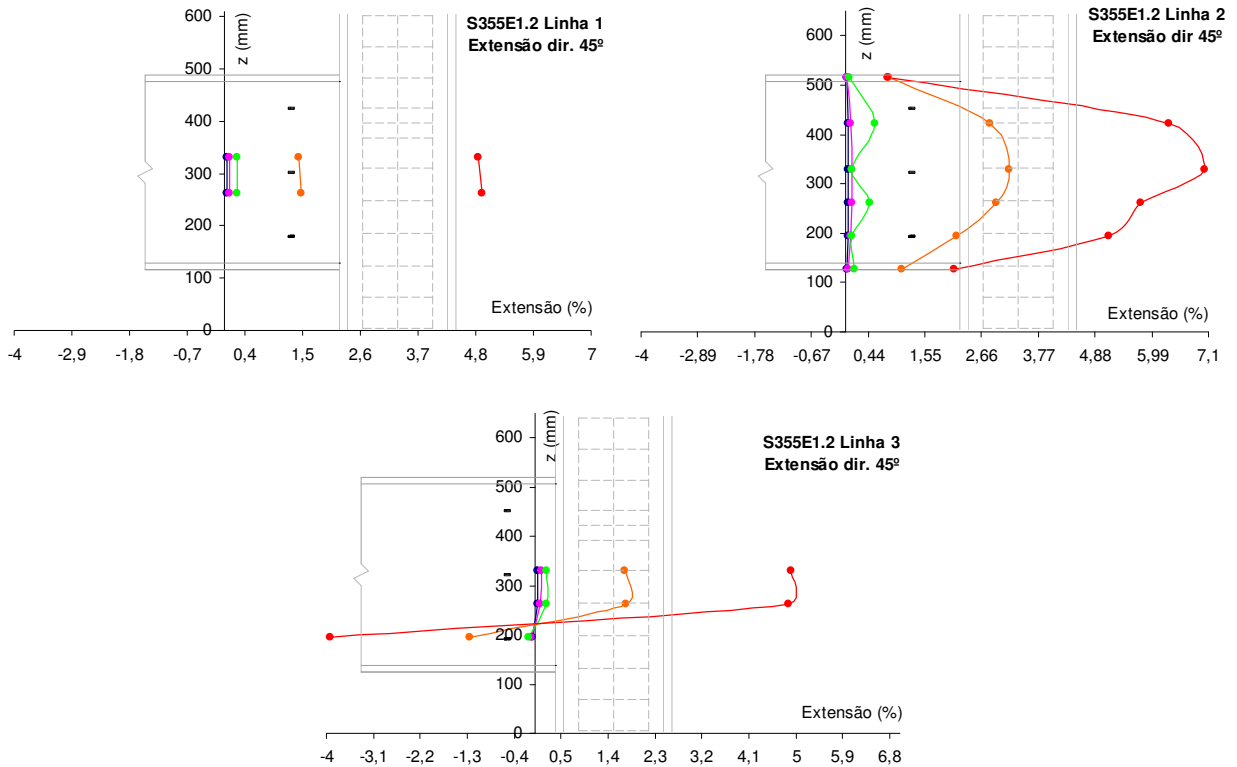 S355E1.2 Linha 1
Extensão dir. 45º
z (mm)
600
500
400
300
200
100
0
Extensão (%)
-4 -2,9 -1,8 -0,7 0,4 1,5 2,6 3,7 4,8 5,9 7
S355E1.2 Linha 2
Extensão dir 45º
z (mm)
600
500
400
300
200
100
0
Extensão (%)
-4 -2,89 -1,78 -0,67 0,44 1,55 2,66 3,77 4,88 5,99 7,1
S355E1.2 Linha 3
Extensão dir. 45º
z (mm)
600
500
400
300
200
100
0
Extensão (%)
-4 -3,1 -2,2 -1,3 -0,4 0,5 1,4 2,3 3,2 4,1 5 5,9 6,8